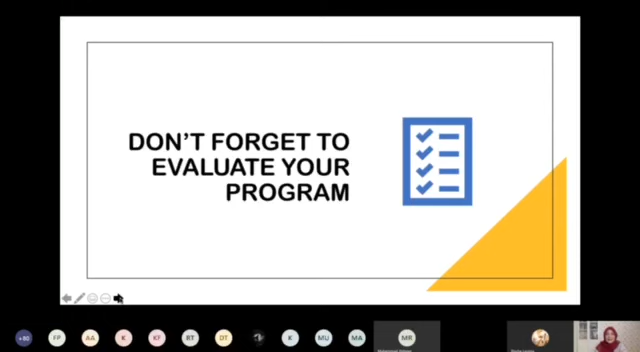 DON'T FORGET TO
EVALUATE YOUR
PROGRAM
+80
FP
AA
K
KF
RT
DT
K
MU
MA
MR